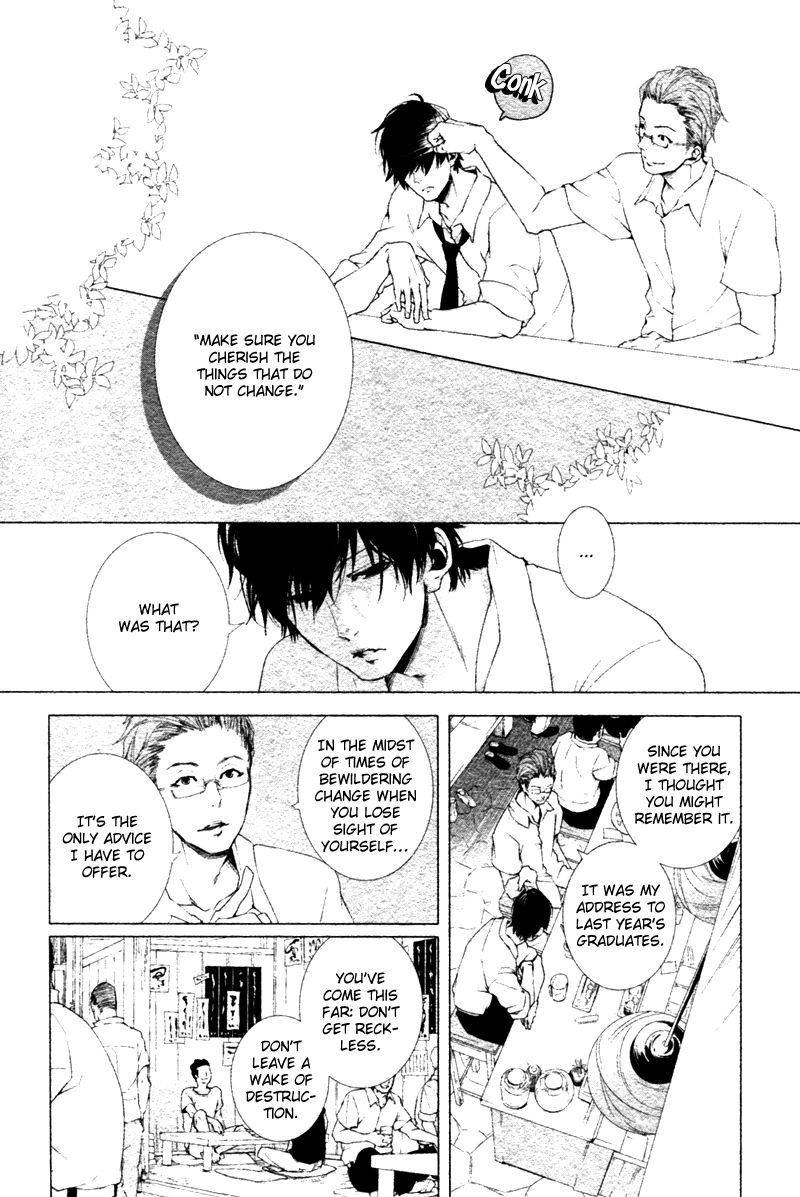 Conk
"MAKE SURE YOU
CHERISH THE
THINGS THAT DO
NOT CHANGE."
...
WHAT
WAS THAT?
SINCE YOU
WERE THERE,
I THOUGHT
YOU MIGHT
REMEMBER IT.
IT WAS MY
ADDRESS TO
LAST YEAR'S
GRADUATES.
IN THE MIDST
OF TIMES OF
BEWILDERING
CHANGE WHEN
YOU LOSE
SIGHT OF
YOURSELF...
IT'S THE
ONLY ADVICE
I HAVE TO
OFFER.
YOU'VE
COME THIS
FAR: DON'T
GET RECK-
LESS.
DON'T
LEAVE A
WAKE OF
DESTRUC-
TION.